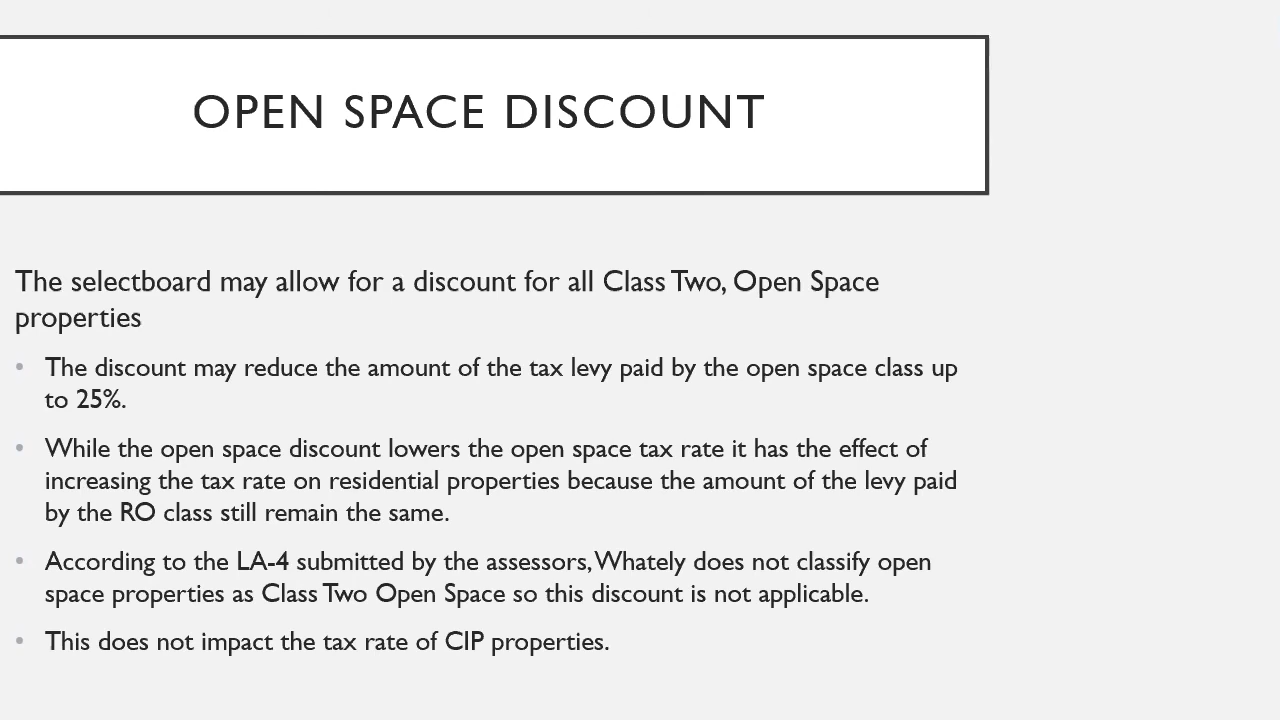 OPEN SPACE DISCOUNT
The selectboard may allow for a discount for all Class Two, Open Space
properties
• The discount may reduce the amount of the tax levy paid by the open space class up
to 25%.
• While the open space discount lowers the open space tax rate it has the effect of
increasing the tax rate on residential properties because the amount of the levy paid
by the RO class still remain the same.
• According to the LA-4 submitted by the assessors, Whately does not classify open
space properties as Class Two Open Space so this discount is not applicable.
• This does not impact the tax rate of CIP properties.